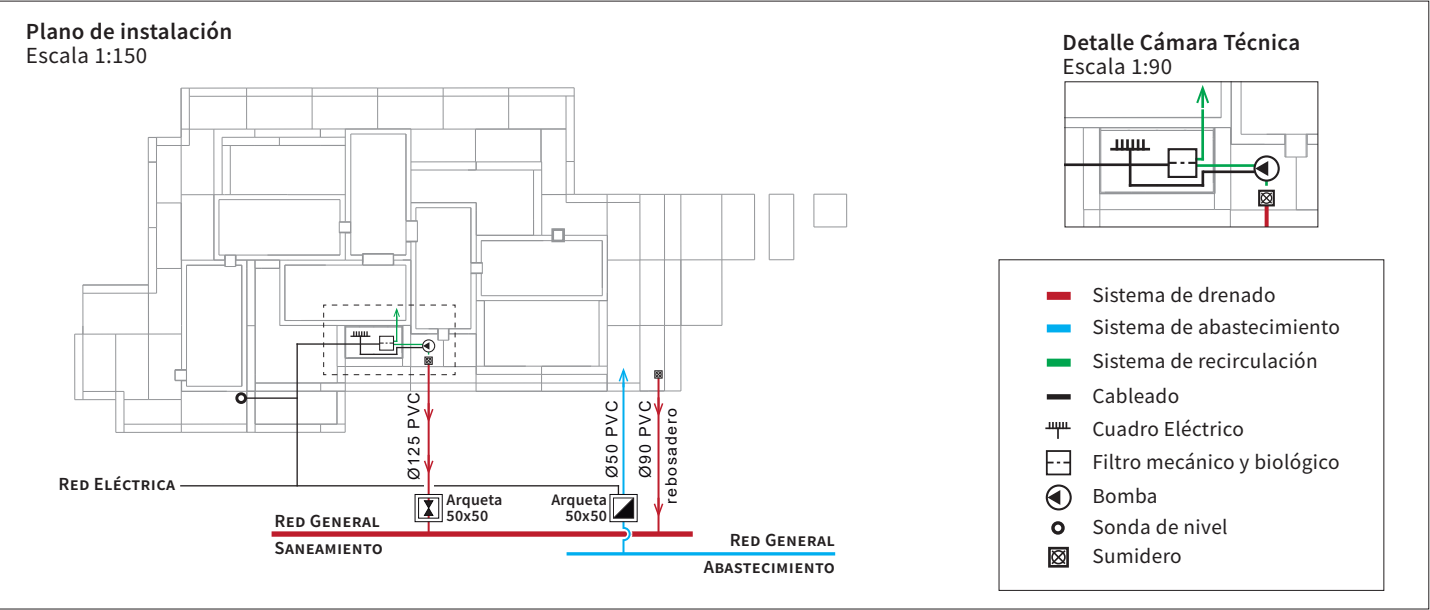 Plano de instalación
Escala 1:150
Detalle Cámara Técnica
Escala 1:90
Sistema de drenado
Sistema de abastecimiento
Sistema de recirculación
Cableado
Cuadro Eléctrico
Filtro mecánico y biológico
Bomba
Sonda de nivel
Sumidero
Ø125 PVC
Ø50 PVC
Ø90 PVC
rebosadero
RED ELÉCTRICA
Arqueta
50x50
Arqueta
50x50
RED GENERAL
SANEAMIENTO
RED GENERAL
ABASTECIMIENTO